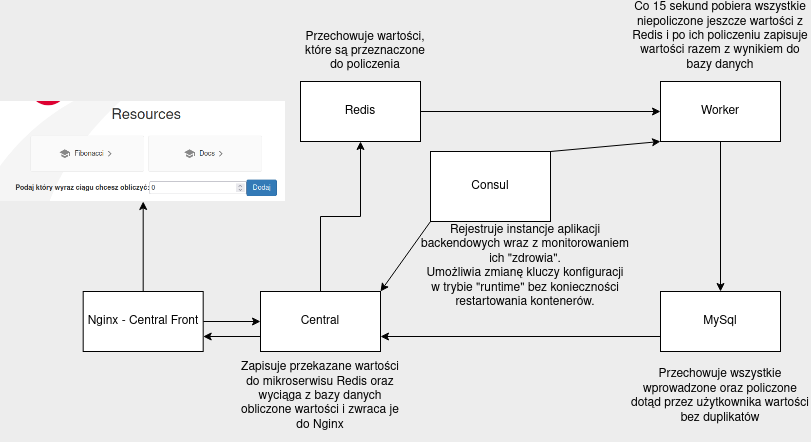 Co 15 sekund pobiera wszystkie
niepoliczone jeszcze wartości z
Redis i po ich policzeniu zapisuje
wartości razem z wynikiem do
bazy danych
Przechowuje wartości,
które są przeznaczone
do policzenia
Redis
Worker
Resources
Fibonacci
Docs
Podaj który wyraz ciągu chcesz obliczyć:
0
Dodaj
Consul
Rejestruje instancje aplikacji
backendowych wraz z monitorowaniem
ich "zdrowia".
Umożliwia zmianę kluczy konfiguracji
w trybie "runtime" bez konieczności
restartowania kontenerów.
Nginx - Central Front
Central
MySql
Zapisuje przekazane wartości
do mikroserwisu Redis oraz
wyciąga z bazy danych
obliczone wartości i zwraca je
do Nginx
Przechowuje wszystkie
wprowadzone oraz policzone
dotąd przez użytkownika wartości
bez duplikatów